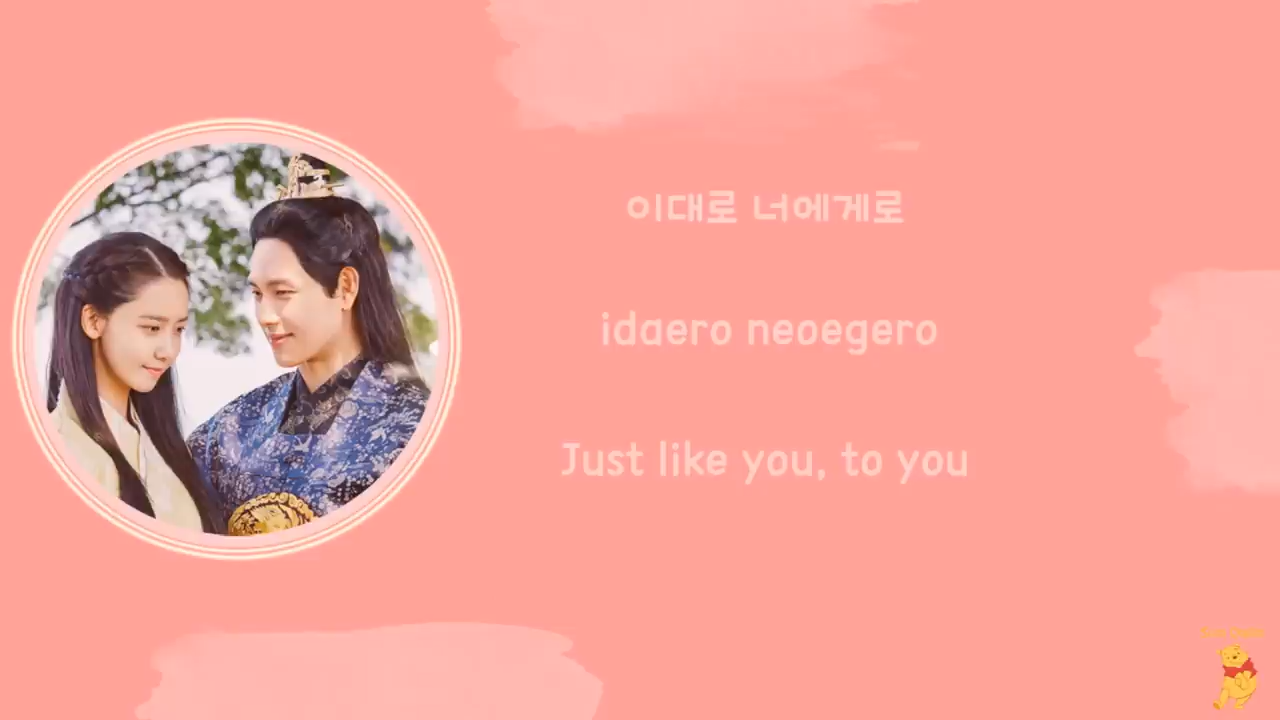 이대로 너에게로
idaero neoegero
Just like you, to you